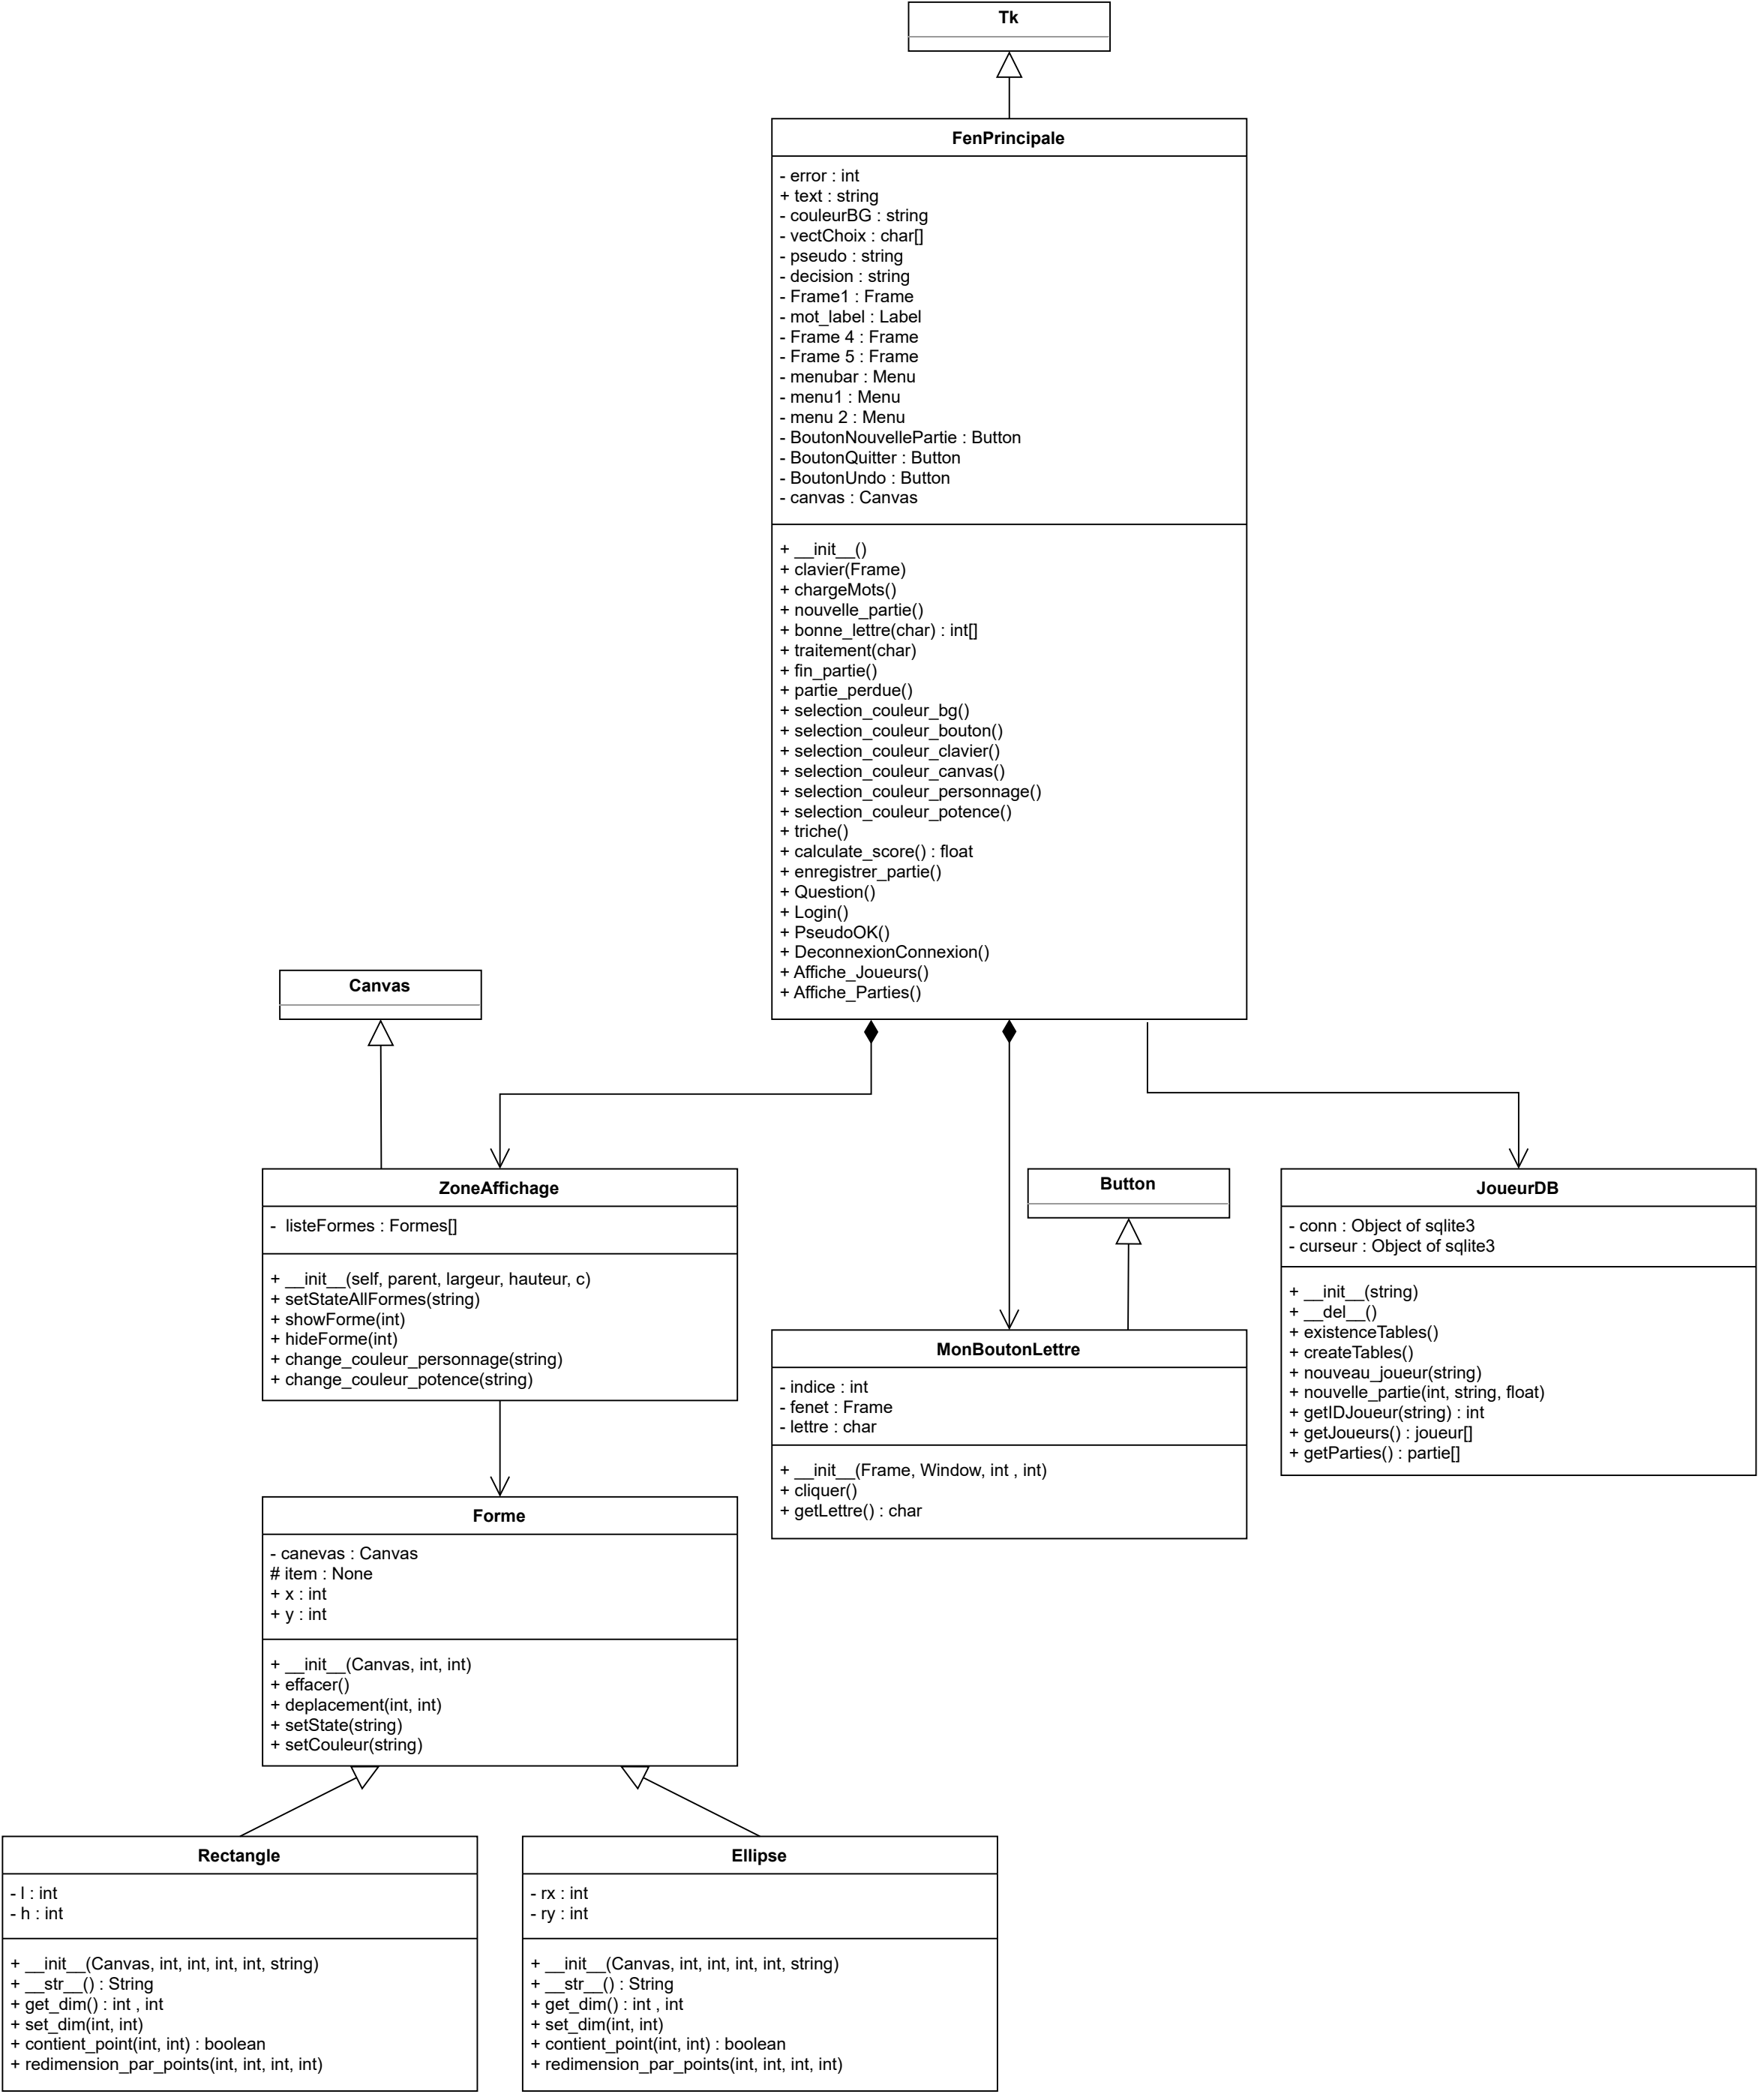 Tk
FenPrincipale
- error : int
+ text : string
- couleurBG : string
- vectChoix : char[]
- pseudo : string
- decision : string
- Frame1 : Frame
- mot_label : Label
- Frame 4 : Frame
- Frame 5 : Frame
- menubar : Menu
- menu1 : Menu
- menu 2 : Menu
- BoutonNouvellePartie : Button
- BoutonQuitter : Button
- BoutonUndo : Button
- canvas : Canvas
+ __init__()
+ clavier(Frame)
+ chargeMots()
+ nouvelle_partie()
+ bonne_lettre(char) : int[]
+ traitement(char)
+ fin_partie()
+ partie_perdue()
+ selection_couleur_bg()
+ selection_couleur_bouton()
+ selection_couleur_clavier()
+ selection_couleur_canvas()
+ selection_couleur_personnage()
+ selection_couleur_potence()
+ triche()
+ calculate_score() : float
+ enregistrer_partie()
+ Question()
+ Login()
+ PseudoOK()
+ DeconnexionConnexion()
+ Affiche_Joueurs()
+ Affiche_Parties()
Canvas
ZoneAffichage
- listeFormes : Formes[]
+ __init__(self, parent, largeur, hauteur, c)
+ setStateAllFormes(string)
+ showForme(int)
+ hideForme(int)
+ change_couleur_personnage(string)
+ change_couleur_potence(string)
Button
MonBoutonLettre
- indice : int
- fenet : Frame
- lettre : char
+ __init__(Frame, Window, int , int)
+ cliquer()
+ getLettre() : char
JoueurDB
- conn : Object of sqlite3
- curseur : Object of sqlite3
+ __init__(string)
+ __del__()
+ existenceTables()
+ createTables()
+ nouveau_joueur(string)
+ nouvelle_partie(int, string, float)
+ getIDJoueur(string) : int
+ getJoueurs() : joueur[]
+ getParties() : partie[]
Forme
- canevas : Canvas
# item : None
+ x : int
+ y : int
+ __init__(Canvas, int, int)
+ effacer()
+ deplacement(int, int)
+ setState(string)
+ setCouleur(string)
Rectangle
- l : int
- h : int
+ __init__(Canvas, int, int, int, int, string)
+ __str__() : String
+ get_dim() : int , int
+ set_dim(int, int)
+ contient_point(int, int) : boolean
+ redimension_par_points(int, int, int, int)
Ellipse
- rx : int
- ry : int
+ __init__(Canvas, int, int, int, int, string)
+ __str__() : String
+ get_dim() : int , int
+ set_dim(int, int)
+ contient_point(int, int) : boolean
+ redimension_par_points(int, int, int, int)